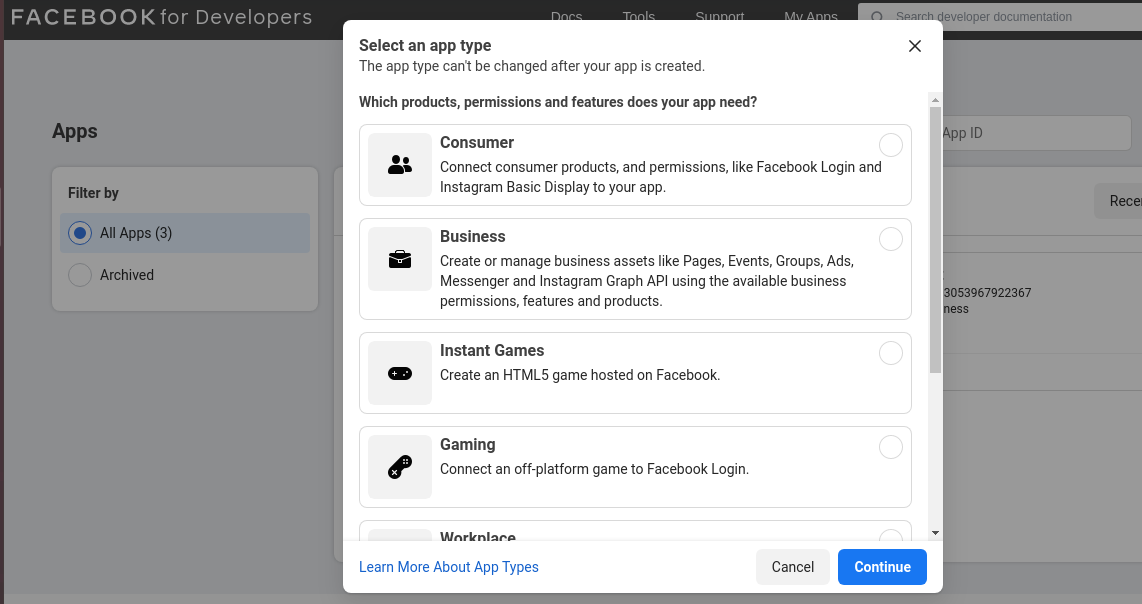 FACEBOOK for Developers
Docs
Tools
Support
My Apps
Search developer documentation
Select an app type
The app type can't be changed after your app is created.
Which products, permissions and features does your app need?
Apps
App ID
Filter by
All Apps (3)
Archived
Consumer
Connect consumer products, and permissions, like Facebook Login and
Instagram Basic Display to your app.
Business
Create or manage business assets like Pages, Events, Groups, Ads,
Messenger and Instagram Graph API using the available business
permissions, features and products.
Recer
3053967922367
ness
Instant Games
Create an HTML5 game hosted on Facebook.
Gaming
Connect an off-platform game to Facebook Login.
Workplace
Learn More About App Types
Cancel
Continue